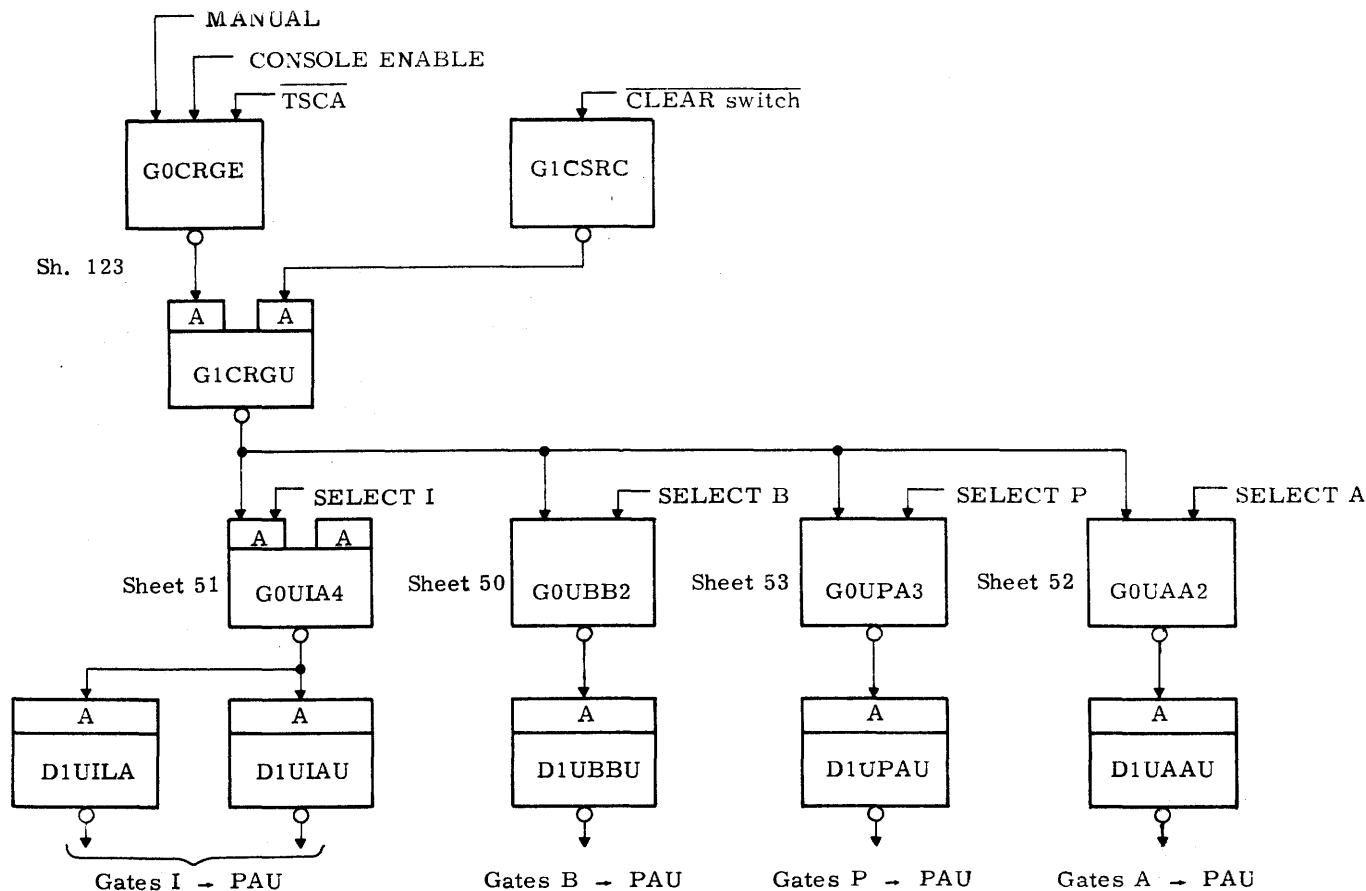 MANUAL
CONSOLE ENABLE
TSCA
CLEAR switch
G0CRGE
G1CSRC
Sh. 123
A A
G1CRGU
SELECT I
SELECT B
SELECT P
SELECT A
A A
Sheet 51
G0UIA4
Sheet 50
G0UBB2
Sheet 53
G0UPA3
Sheet 52
G0UAA2
A A A A A
D1UILA
D1UIAU
D1UBBU
D1UPAU
D1UAAU
Gates I → PAU
Gates B → PAU
Gates P → PAU
Gates A → PAU